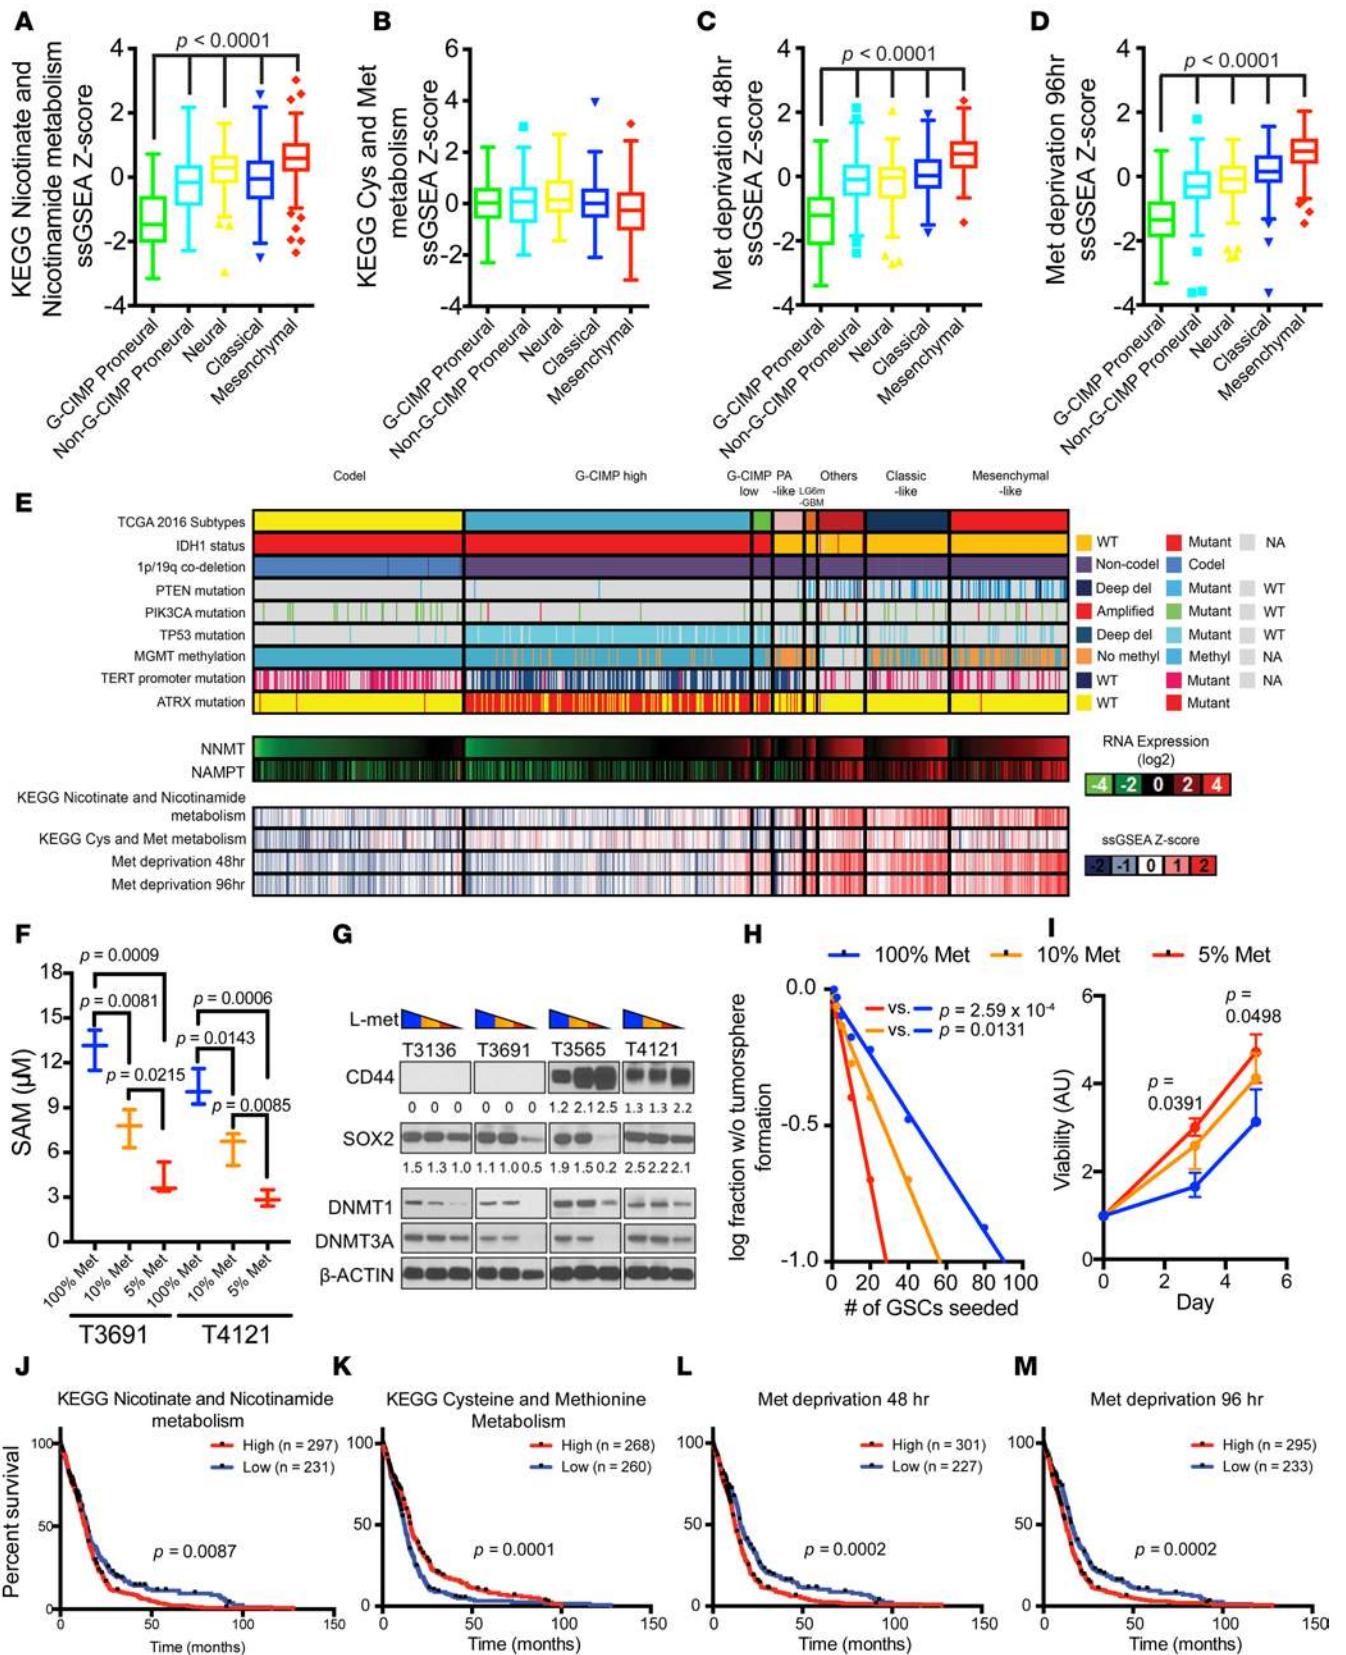 A
KEGG Nicotinate and
Nicotinamide metabolism
ssGSEA Z-score
p < 0.0001
4
2
0
-2
-4
G-CIMP Proneural
Non-G-CIMP Proneural
Neural
Classical
Mesenchymal
B
KEGG Cys and Met
metabolism
ssGSEA Z-score
6
4
2
0
-2
-4
G-CIMP Proneural
Non-G-CIMP Proneural
Neural
Classical
Mesenchymal
C
Met deprivation 48hr
ssGSEA Z-score
p < 0.0001
4
2
0
-2
-4
G-CIMP Proneural
Non-G-CIMP Proneural
Neural
Classical
Mesenchymal
D
Met deprivation 96hr
ssGSEA Z-score
p < 0.0001
4
2
0
-2
-4
G-CIMP Proneural
Non-G-CIMP Proneural
Neural
Classical
Mesenchymal
E
Codel
G-CIMP high
G-CIMP
low
PA
-like
LG6m
-GBM
Others
Classic
-like
Mesenchymal
-like
TCGA 2016 Subtypes
IDH1 status
1p/19q co-deletion
PTEN mutation
PIK3CA mutation
TP53 mutation
MGMT methylation
TERT promoter mutation
ATRX mutation
WT Mutant NA
Non-codel Codel
Deep del Mutant WT
Amplified Mutant WT
Deep del Mutant WT
No methyl Methyl NA
WT Mutant NA
WT Mutant
NNMT
NAMPT
KEGG Nicotinate and Nicotinamide
metabolism
KEGG Cys and Met metabolism
Met deprivation 48hr
Met deprivation 96hr
RNA Expression
(log2)
-4 -2 0 2 4
ssGSEA Z-score
-2 -1 0 1 2
F
SAM (µM)
18
15
12
9
6
3
0
p = 0.0009
p = 0.0081
p = 0.0215
p = 0.0006
p = 0.0143
p = 0.0085
100% Met
10% Met
5% Met
100% Met
10% Met
5% Met
T3691
T4121
G
L-met
T3136 T3691 T3565 T4121
CD44
0 0 0 0 0 0 1.2 2.1 2.5 1.3 1.3 2.2
SOX2
1.5 1.3 1.0 1.1 1.0 0.5 1.9 1.5 0.2 2.5 2.2 2.1
DNMT1
DNMT3A
β-ACTIN
H
100% Met 10% Met 5% Met
log fraction w/o tumorsphere
formation
0.0
-0.5
-1.0
vs. p = 2.59 x 10⁻⁴
vs. p = 0.0131
0 20 40 60 80 100
# of GSCs seeded
I
Viability (AU)
6
4
2
0
p =
0.0391
p =
0.0498
0 2 4 6
Day
J
KEGG Nicotinate and Nicotinamide
metabolism
Percent survival
100
50
0
High (n = 297)
Low (n = 231)
p = 0.0087
0 50 100 150
Time (months)
K
KEGG Cysteine and Methionine
Metabolism
100
50
0
High (n = 268)
Low (n = 260)
p = 0.0001
0 50 100 150
Time (months)
L
Met deprivation 48 hr
100
50
0
High (n = 301)
Low (n = 227)
p = 0.0002
0 50 100 150
Time (months)
M
Met deprivation 96 hr
100
50
0
High (n = 295)
Low (n = 233)
p = 0.0002
0 50 100 150
Time (months)